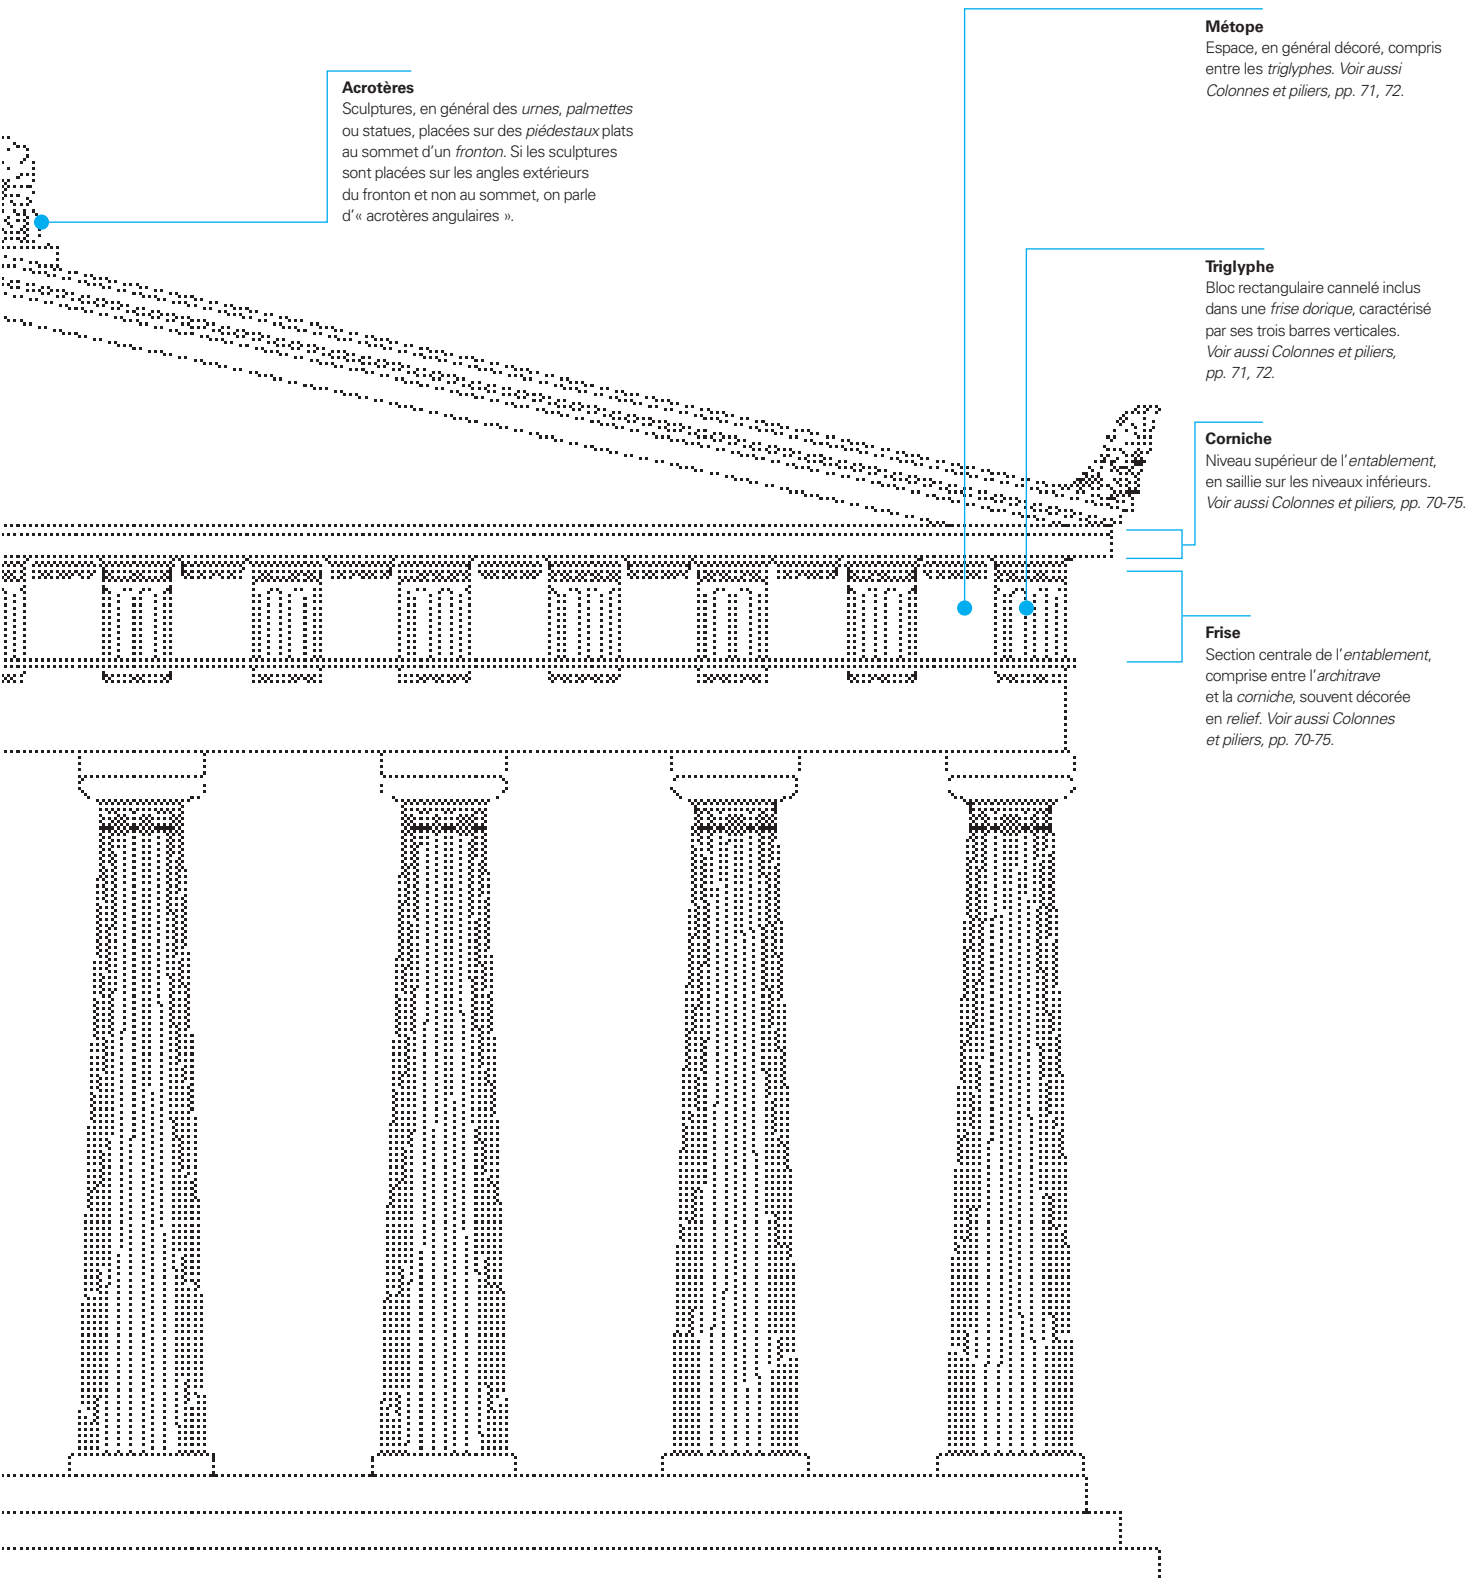 Métope
Espace, en général décoré, compris
entre les triglyphes. Voir aussi
Colonnes et piliers, pp. 71, 72.
Acrotères
Sculptures, en général des urnes, palmettes
ou statues, placées sur des piédestaux plats
au sommet d’un fronton. Si les sculptures
sont placées sur les angles extérieurs
du fronton et non au sommet, on parle
d’« acrotères angulaires ».
Triglyphe
Bloc rectangulaire cannelé inclus
dans une frise dorique, caractérisé
par ses trois barres verticales.
Voir aussi Colonnes et piliers,
pp. 71, 72.
Corniche
Niveau supérieur de l’entablement,
en saillie sur les niveaux inférieurs.
Voir aussi Colonnes et piliers, pp. 70-75.
Frise
Section centrale de l’entablement,
comprise entre l’architrave
et la corniche, souvent décorée
en relief. Voir aussi Colonnes
et piliers, pp. 70-75.